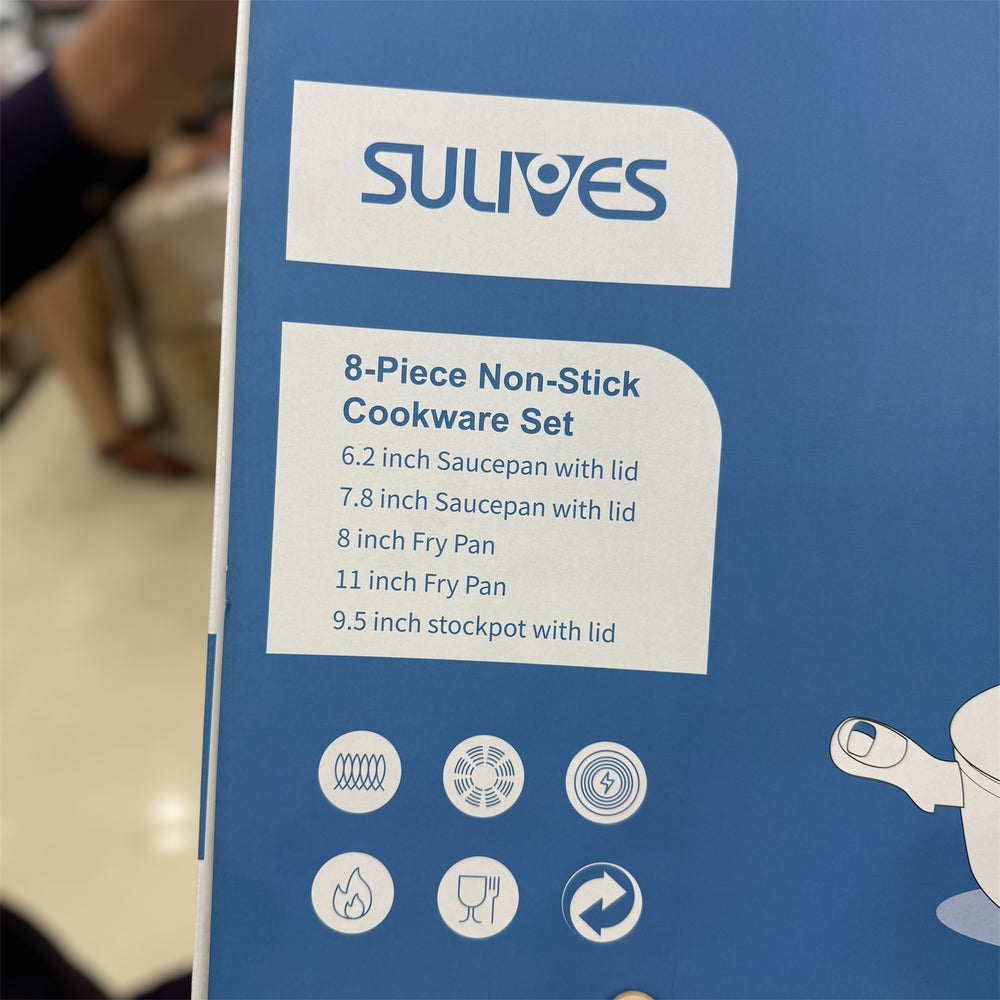 SULIVES
8-Piece Non-Stick
Cookware Set
6.2 inch Saucepan with lid
7.8 inch Saucepan with lid
8 inch Fry Pan
11 inch Fry Pan
9.5 inch stockpot with lid